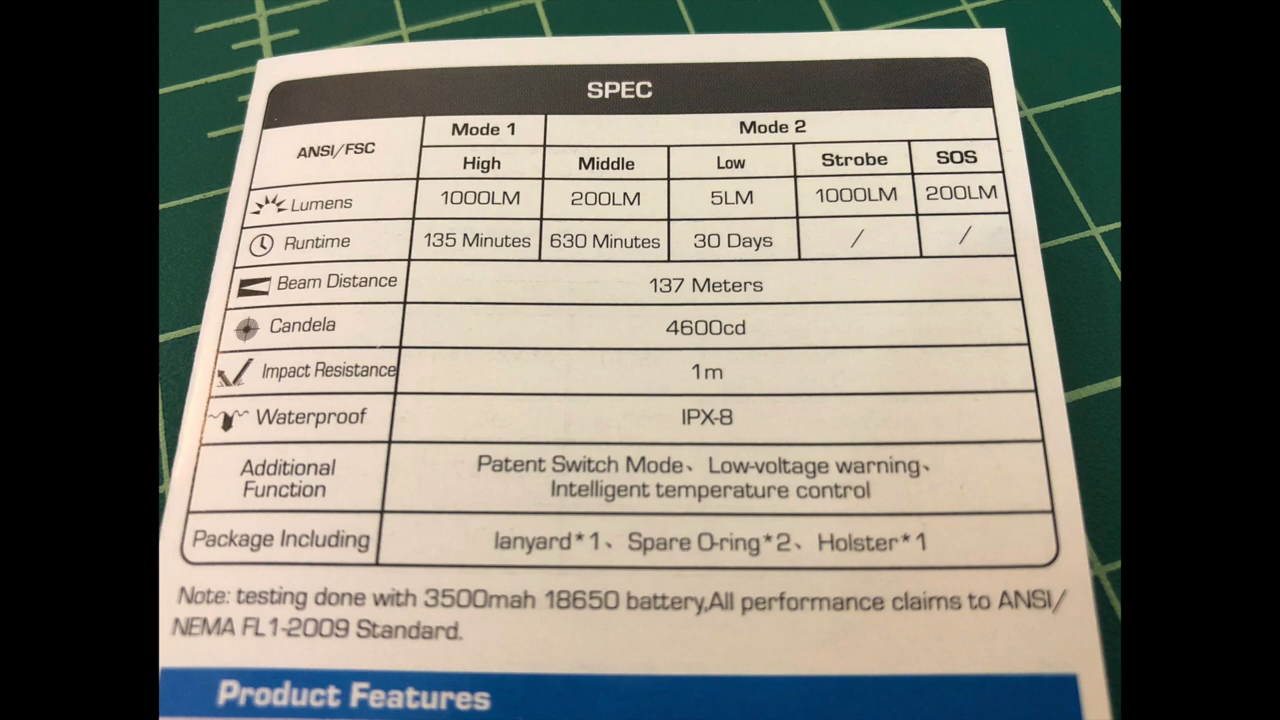 SPEC
ANSI/FSC Mode 1 Mode 2
High Middle Low Strobe SOS
Lumens 1000LM 200LM 5LM 1000LM 200LM
Runtime 135 Minutes 630 Minutes 30 Days / /
Beam Distance 137 Meters
Candela 4600cd
Impact Resistance 1m
Waterproof IPX-8
Additional Function Patent Switch Mode、Low-voltage warning、
Intelligent temperature control
Package Including lanyard*1、Spare O-ring*2、Holster*1
Note: testing done with 3500mah 18650 battery,All performance claims to ANSI/
NEMA FL1-2009 Standard.
Product Features